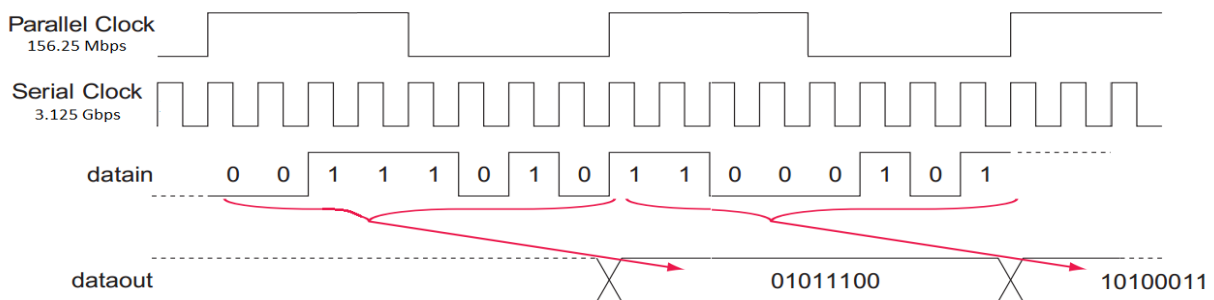 Parallel Clock
156.25 Mbps
Serial Clock
3.125 Gbps
datain 0 0 1 1 1 0 1 0 1 1 0 0 0 1 0 1
dataout 01011100 10100011